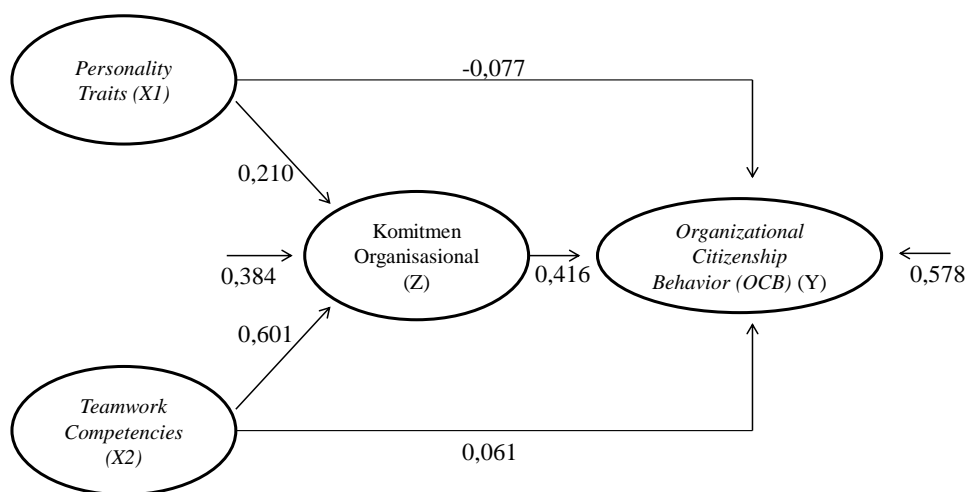 Personality
Traits (X1)
-0,077
0,210
Komitmen
Organisasional
(Z)
Organizational
Citizenship
Behavior (OCB) (Y)
0,384
0,416
0,578
0,601
Teamwork
Competencies
(X2)
0,061